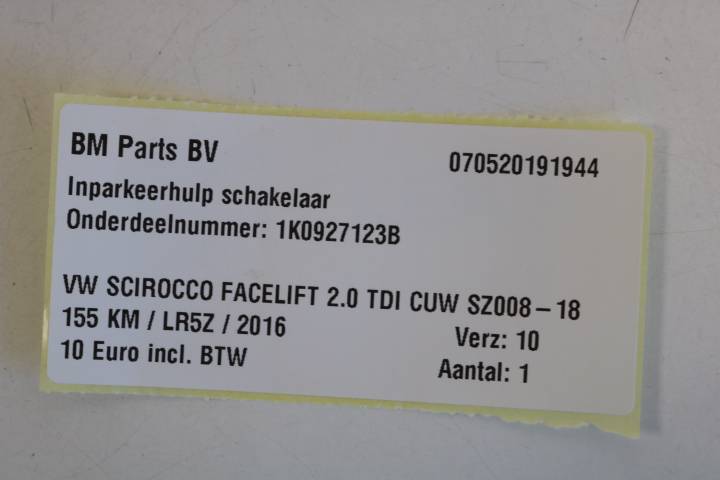 BM Parts BV 070520191944
Inparkeerhulp schakelaar
Onderdeelnummer: 1K0927123B
VW SCIROCCO FACELIFT 2.0 TDI CUW SZ008-18
155 KM / LR5Z / 2016 Verz: 10
10 Euro incl. BTW Aantal: 1